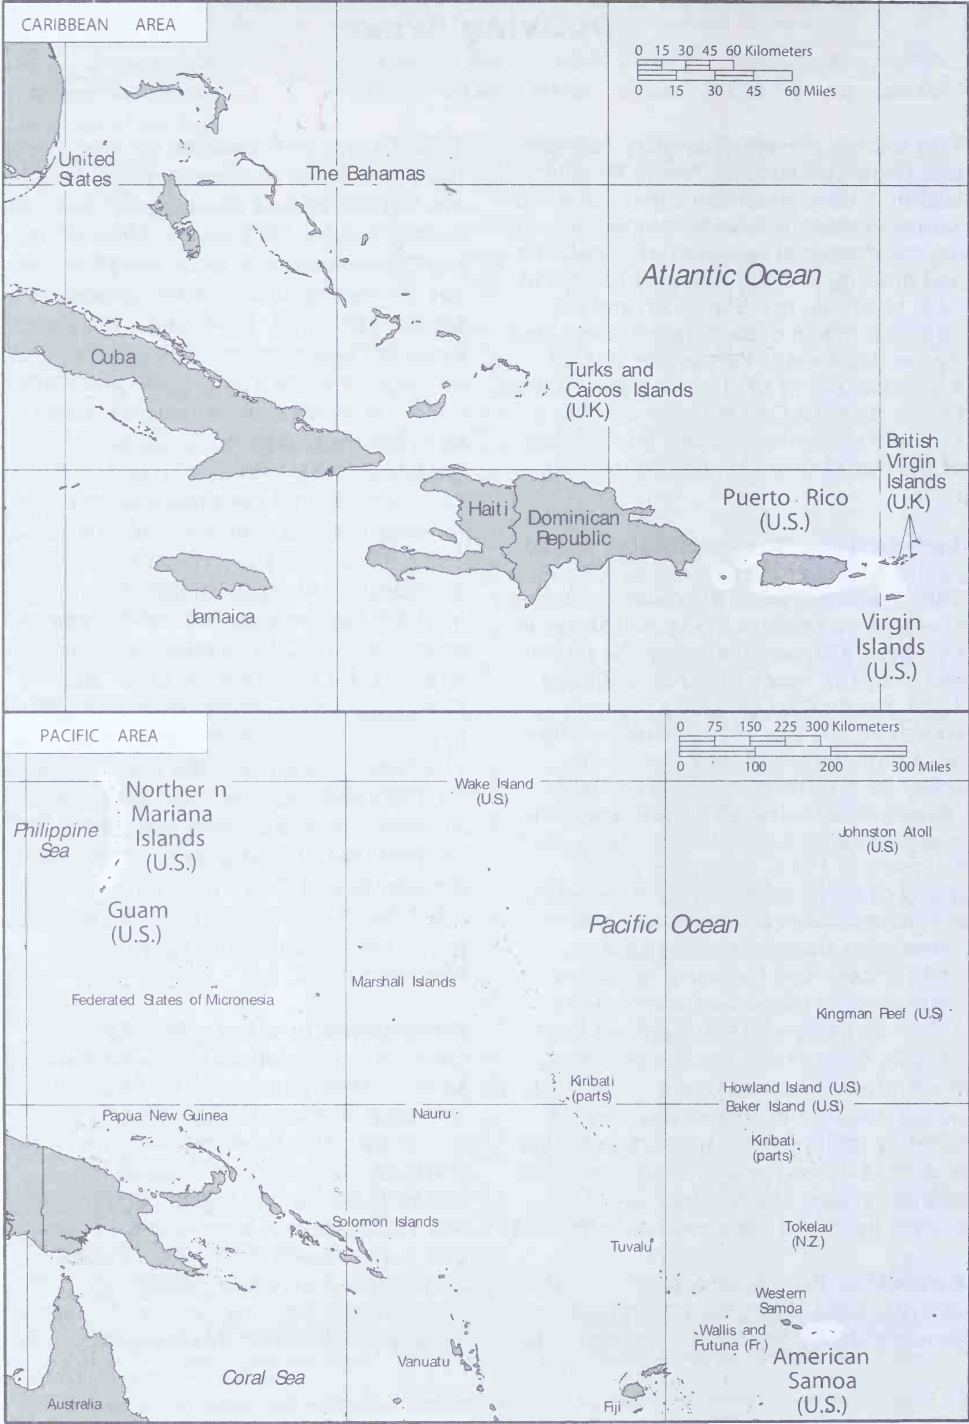 CARIBBEAN AREA
0 15 30 45 60 Kilometers
0 15 30 45 60 Miles
United
States
The Bahamas
Atlantic Ocean
Cuba
Turks and
Caicos Islands
(U.K.)
British
Virgin
Islands
(U.K.)
Puerto Rico
(U.S.)
Haiti
Dominican
Republic
Jamaica
Virgin
Islands
(U.S.)
PACIFIC AREA
0 75 150 225 300 Kilometers
0 100 200 300 Miles
Northern
Mariana
Islands
(U.S.)
Wake Island
(U.S.)
Philippine
Sea
Johnston Atoll
(U.S.)
Guam
(U.S.)
Pacific Ocean
Marshall Islands
Federated States of Micronesia
Kingman Reef (U.S.)
Kiribati
(parts)
Howland Island (U.S.)
Baker Island (U.S.)
Papua New Guinea
Nauru
Kiribati
(parts)
Solomon Islands
Tuvalu
Tokelau
(N.Z.)
Western
Samoa
Wallis and
Futuna (Fr.)
American
Samoa
(U.S.)
Vanuatu
Coral Sea
Australia
Fiji